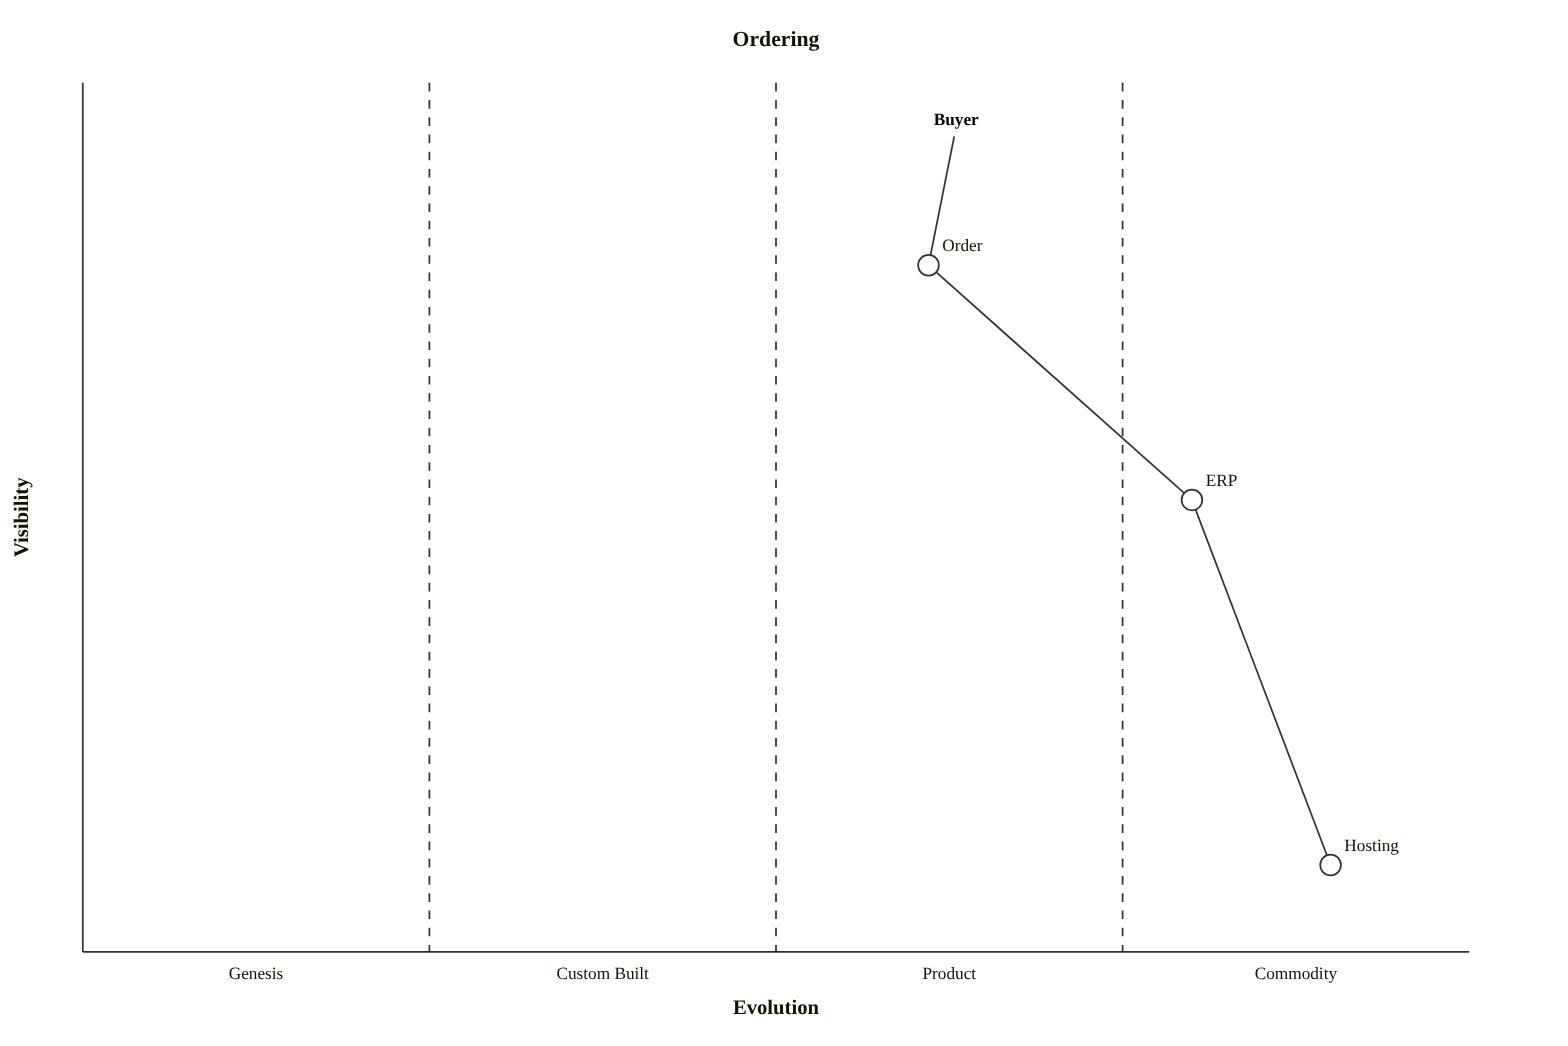 Ordering
Buyer
Order
ERP
Visibility
Hosting
Genesis
Custom Built
Product
Commodity
Evolution